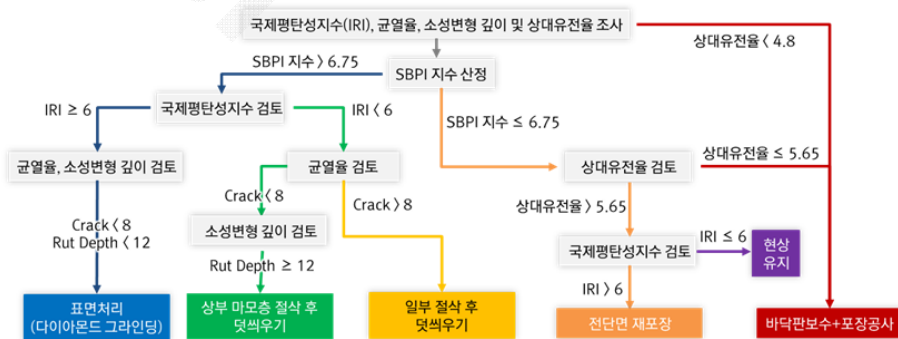 국제평탄성지수(IRI), 균열율, 소성변형 깊이 및 상대유전율 조사
상대유전율 < 4.8
SBPI 지수 > 6.75
SBPI 지수 산정
IRI ≥ 6
국제평탄성지수 검토
IRI < 6
SBPI 지수 ≤ 6.75
균열율, 소성변형 깊이 검토
균열율 검토
상대유전율 검토
상대유전율 ≤ 5.65
Crack < 8
Crack > 8
상대유전율 > 5.65
Crack < 8
Rut Depth < 12
소성변형 깊이 검토
국제평탄성지수 검토
IRI ≤ 6
현상
유지
Rut Depth ≥ 12
IRI > 6
표면처리
(다이아몬드 그라인딩)
상부 마모층 절삭 후
덧씌우기
일부 절삭 후
덧씌우기
전단면 재포장
바닥판보수+포장공사